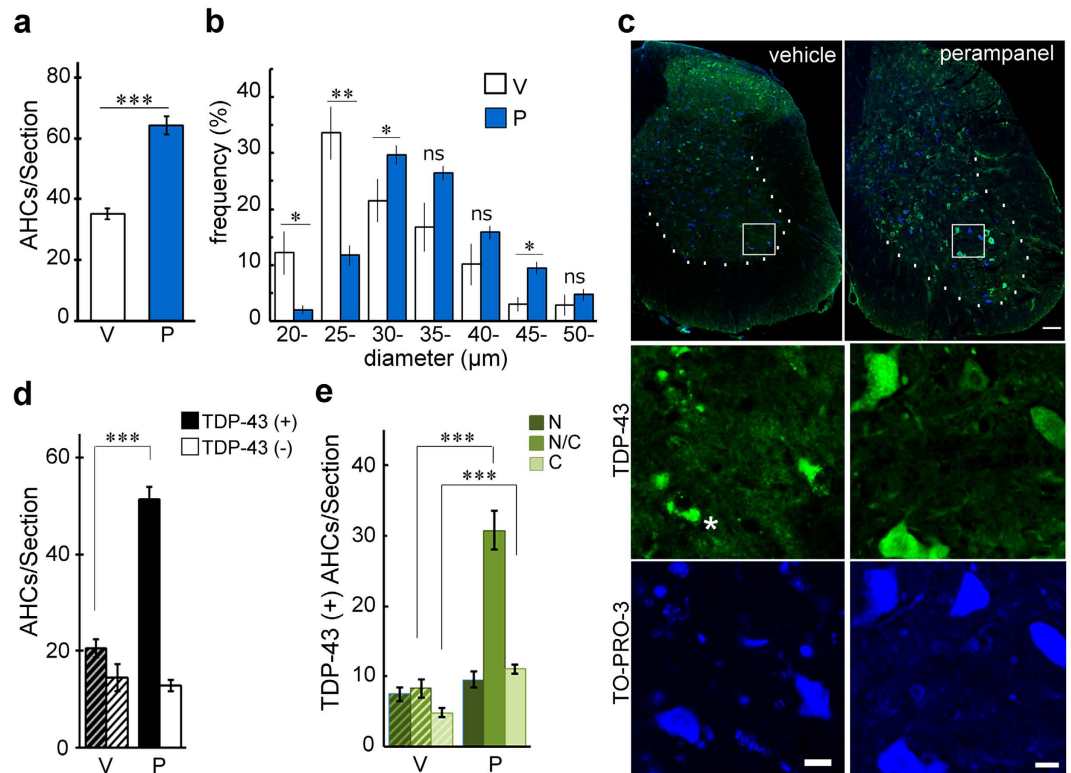 a
AHCs/Section
80
60
40
20
0
***
V
P
b
frequency (%)
40
30
20
10
0
*
**
*
ns
ns
*
ns
V
P
20-
25-
30-
35-
40-
45-
50-
diameter (µm)
c
vehicle
perampanel
TDP-43
*
TO-PRO-3
d
AHCs/Section
60
40
20
0
***
TDP-43 (+)
TDP-43 (-)
V
P
e
TDP-43 (+) AHCs/Section
40
30
20
10
0
***
***
N
N/C
C
V
P